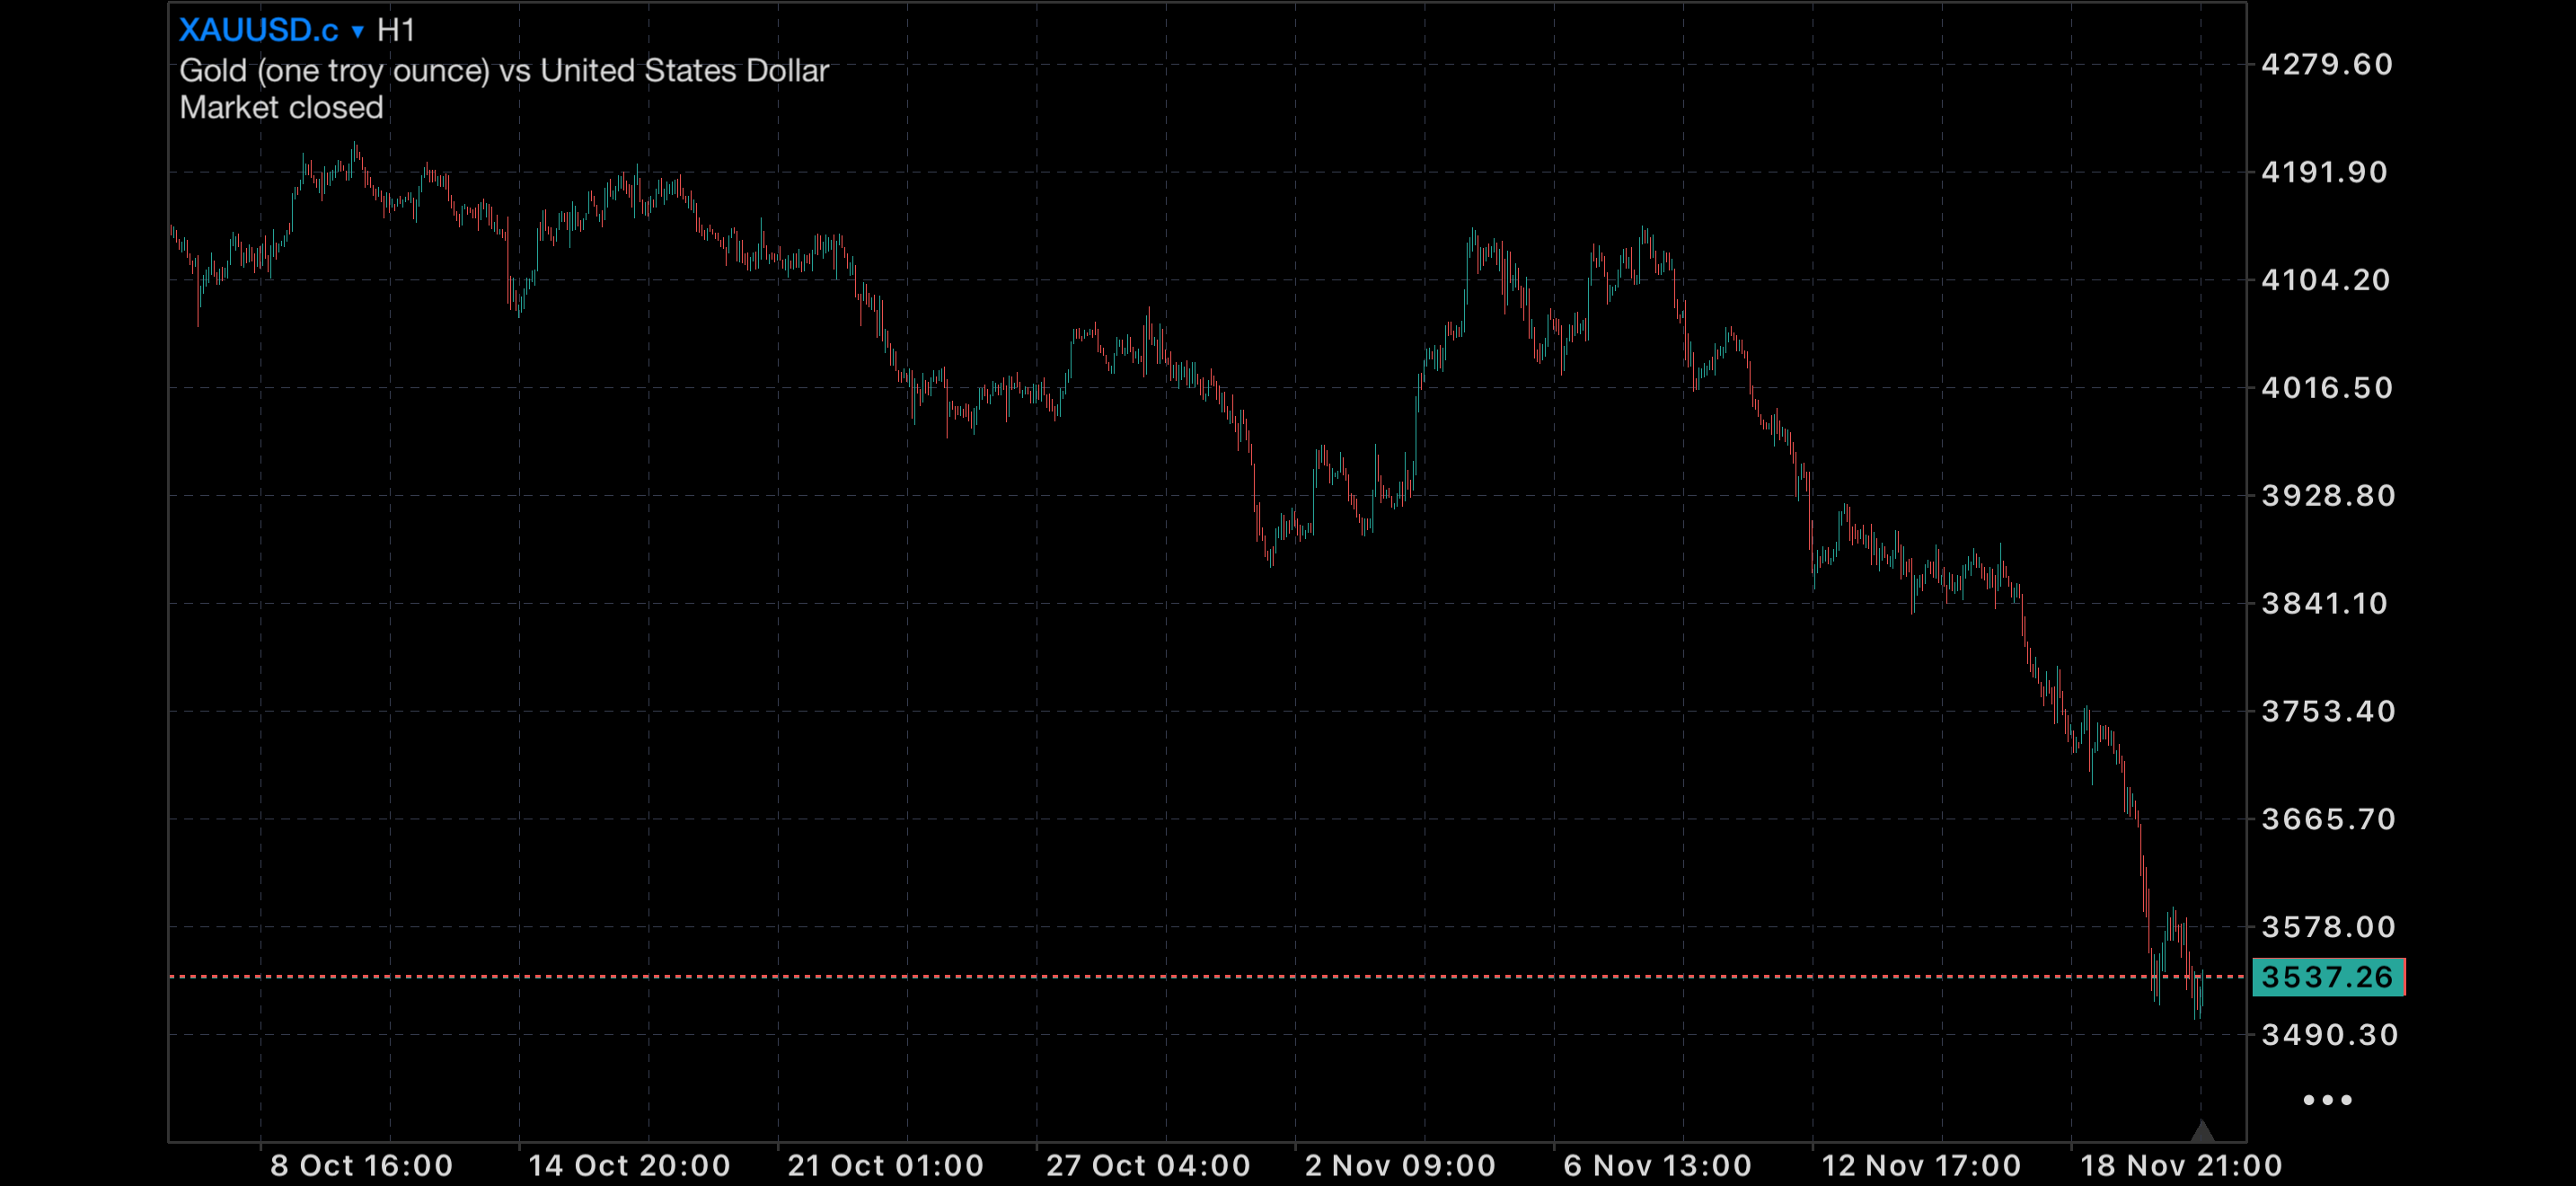 XAUUSD.c ▾ H1
Gold (one troy ounce) vs United States Dollar
Market closed
4279.60
4191.90
4104.20
4016.50
3928.80
3841.10
3753.40
3665.70
3578.00
3537.26
3490.30
8 Oct 16:00 14 Oct 20:00 21 Oct 01:00 27 Oct 04:00 2 Nov 09:00 6 Nov 13:00 12 Nov 17:00 18 Nov 21:00